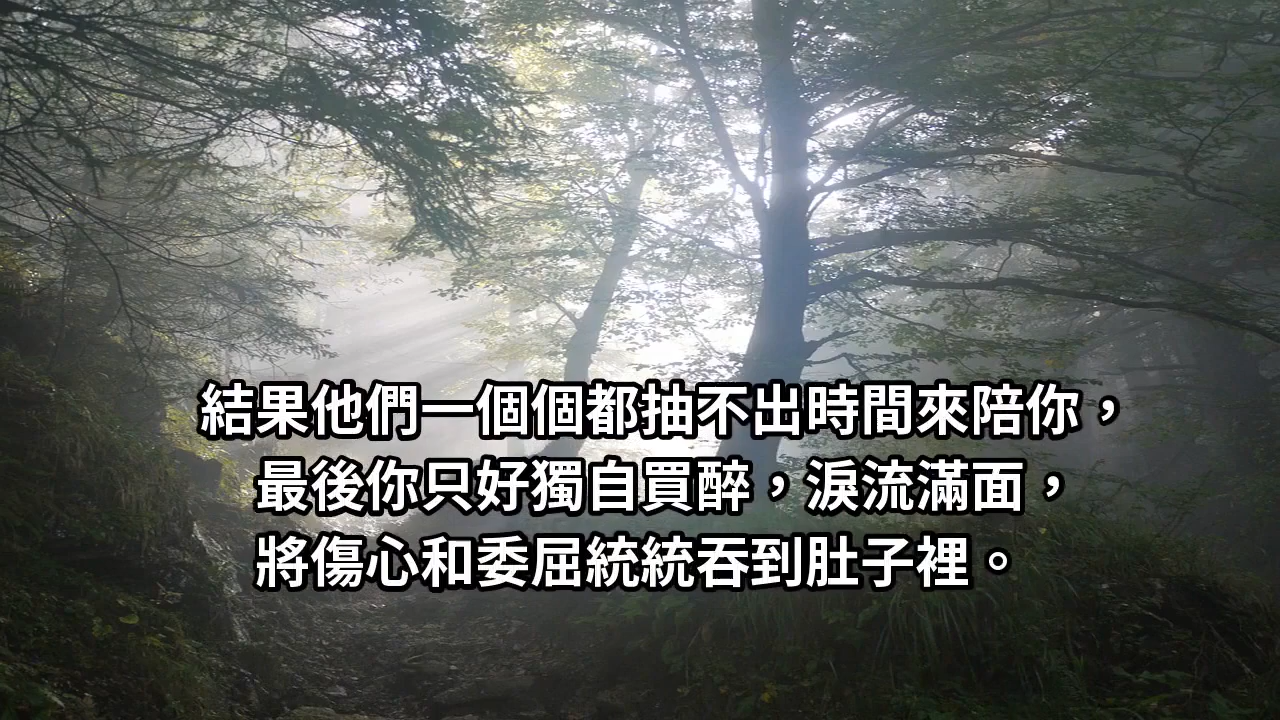 結果他們一個個都抽不出時間來陪你，
最後你只好獨自買醉，淚流滿面，
將傷心和委屈統統吞到肚子裡。